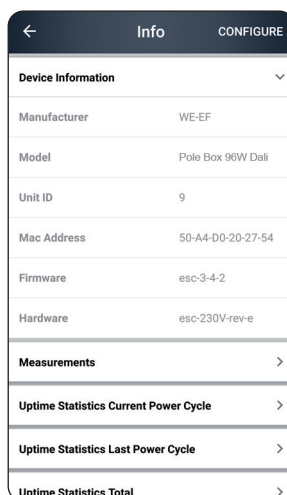 Info CONFIGURE
Device Information
Manufacturer WE-EF
Model Pole Box 96W Dali
Unit ID 9
Mac Address 50-A4-D0-20-27-54
Firmware esc-3-4-2
Hardware esc-230V-rev-e
Measurements
Uptime Statistics Current Power Cycle
Uptime Statistics Last Power Cycle
Uptime Statistics Total